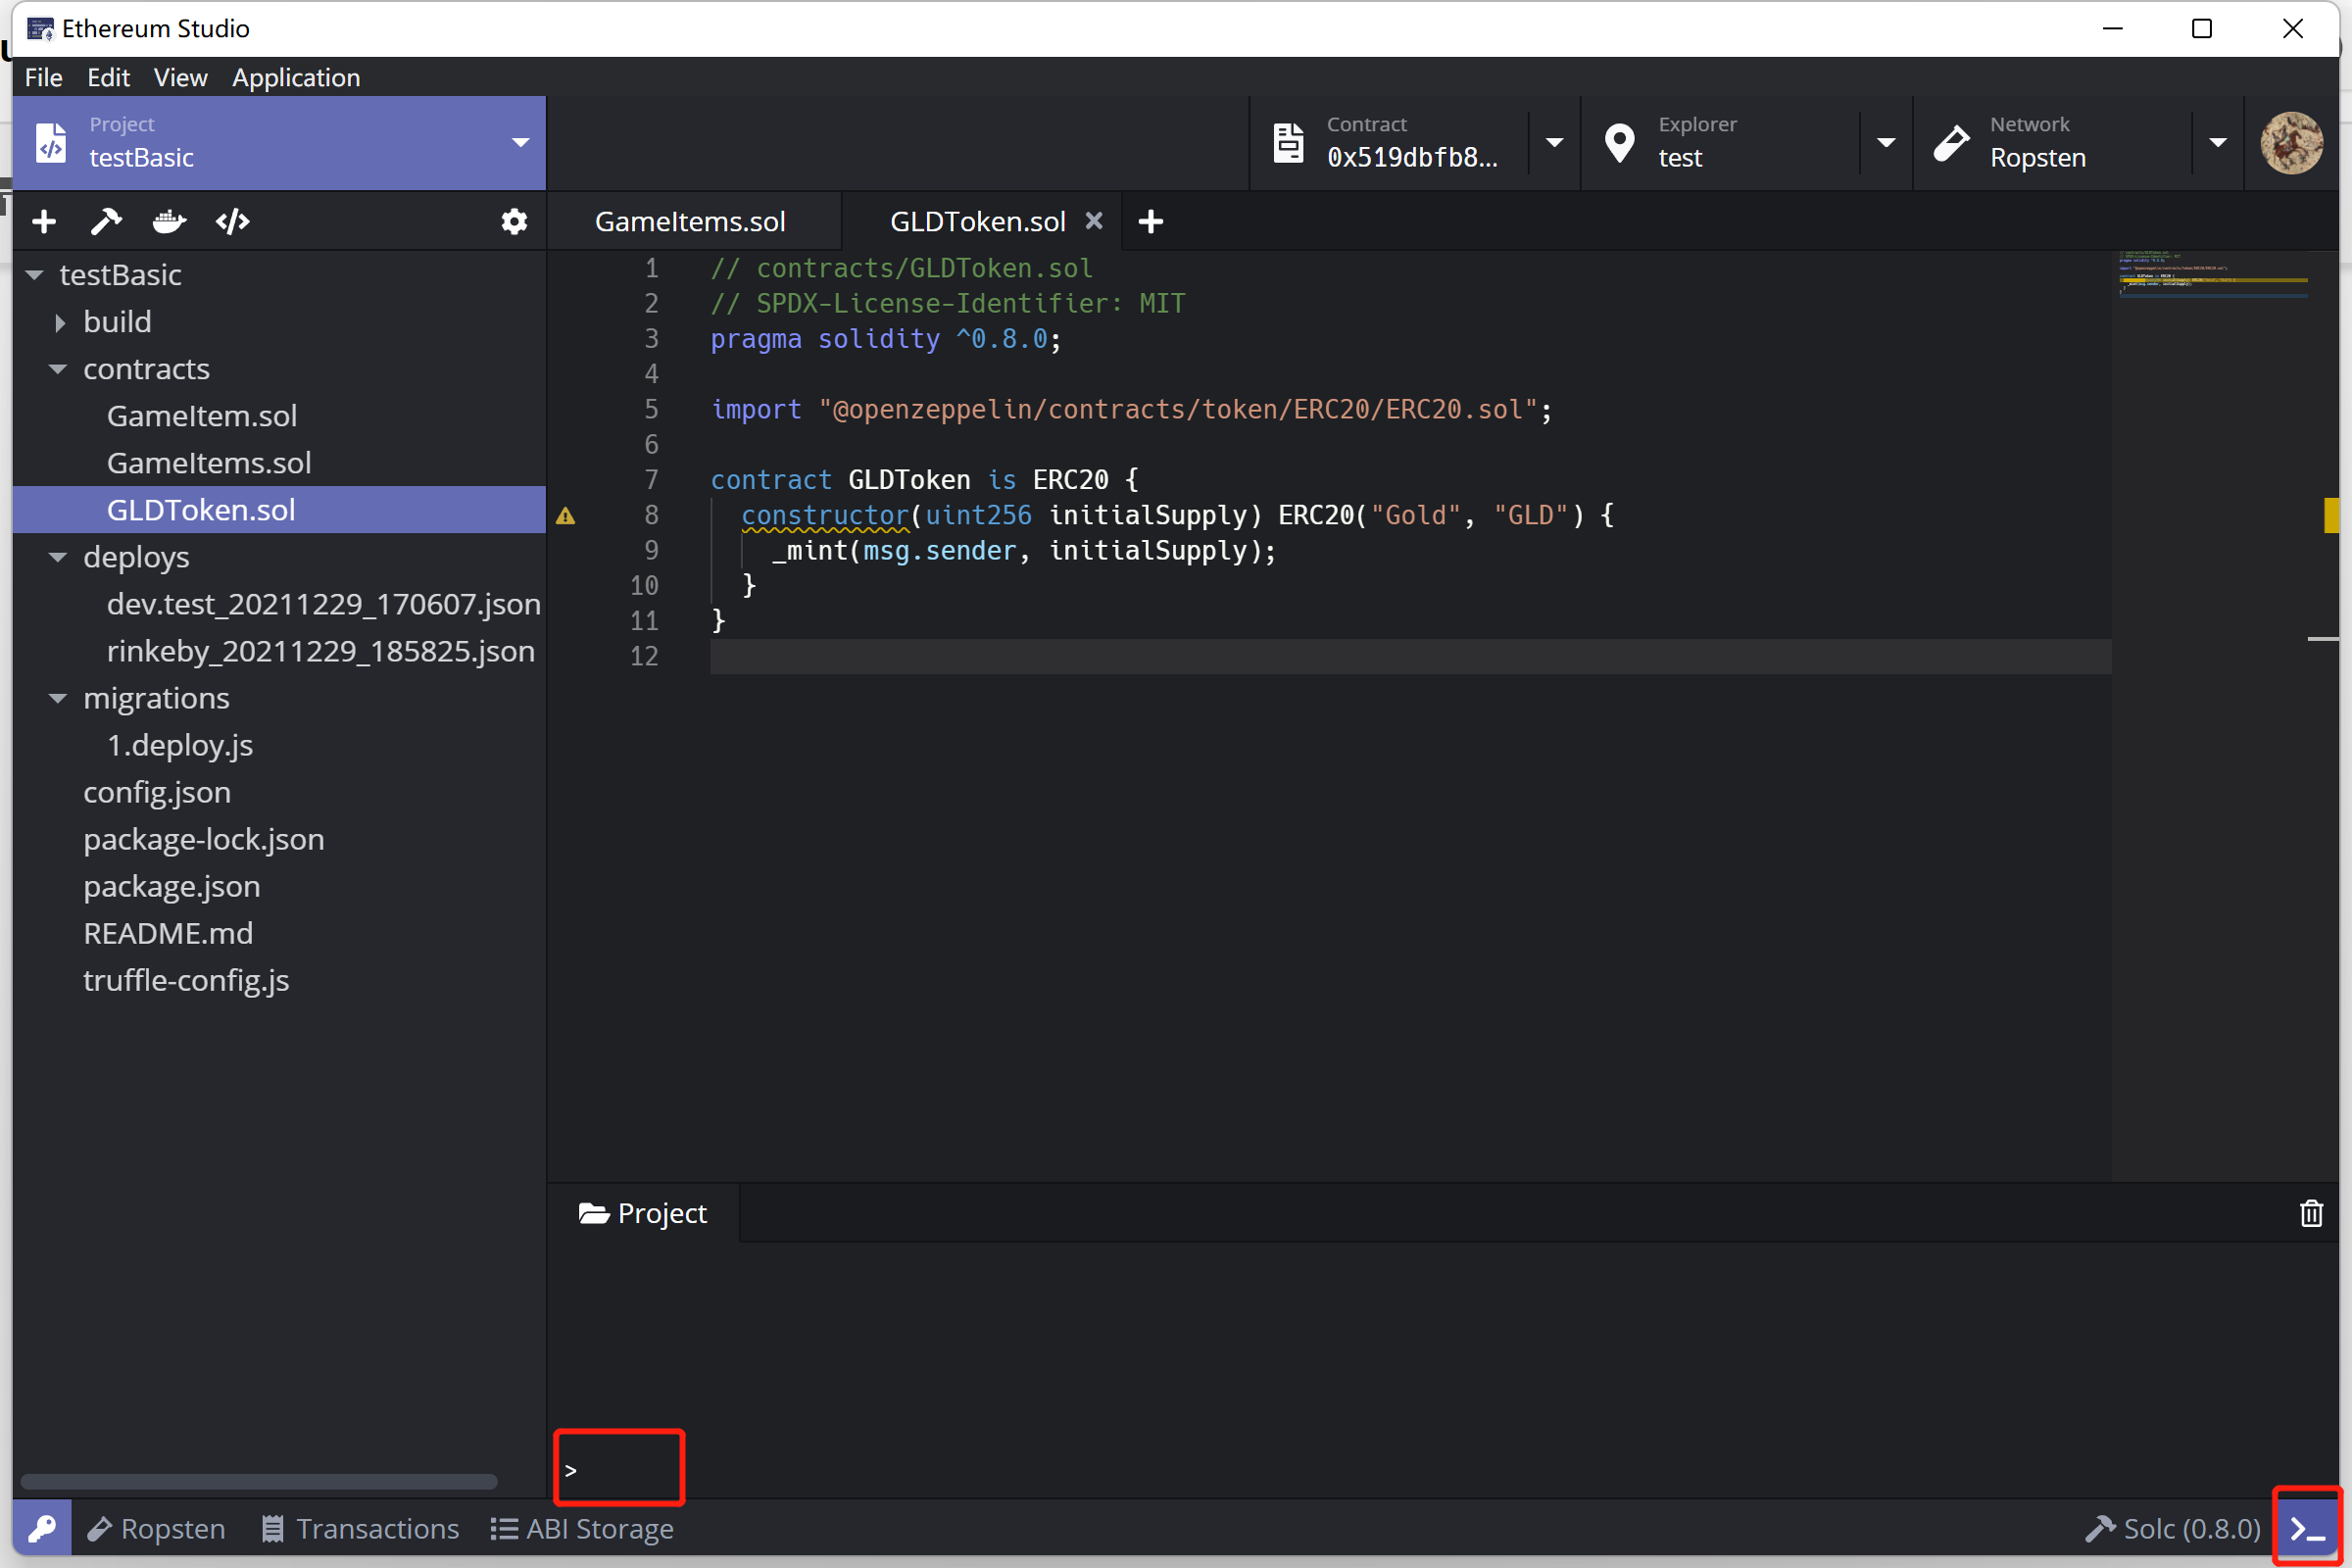 Ethereum Studio
File Edit View Application
Project
testBasic
Contract
0x519dbfb8...
Explorer
test
Network
Ropsten
GameItems.sol
GLDToken.sol
testBasic
build
contracts
GameItem.sol
GameItems.sol
GLDToken.sol
deploys
dev.test_20211229_170607.json
rinkeby_20211229_185825.json
migrations
1.deploy.js
config.json
package-lock.json
package.json
README.md
truffle-config.js
1 // contracts/GLDToken.sol
2 // SPDX-License-Identifier: MIT
3 pragma solidity ^0.8.0;
4
5 import "@openzeppelin/contracts/token/ERC20/ERC20.sol";
6
7 contract GLDToken is ERC20 {
8 constructor(uint256 initialSupply) ERC20("Gold", "GLD") {
9 _mint(msg.sender, initialSupply);
10 }
11 }
12
Project
>
Ropsten Transactions ABI Storage Solc (0.8.0)